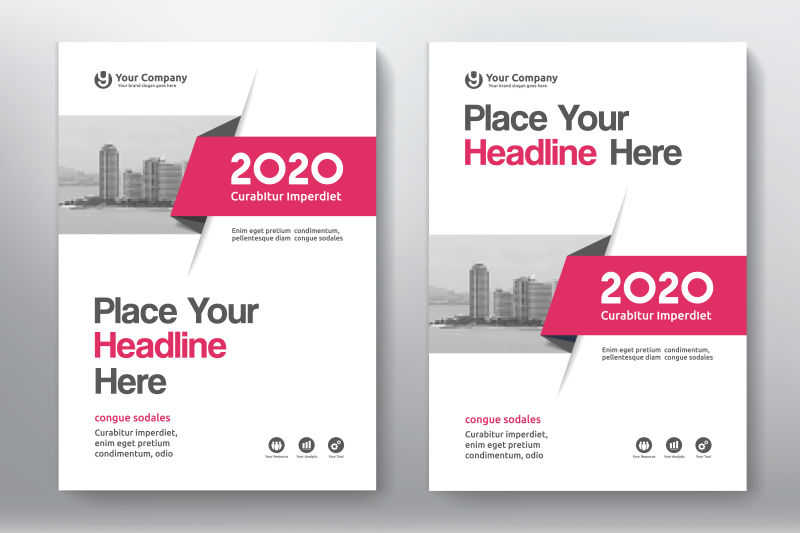 Your Company
Your brand slogan goes here
2020
Curabitur Imperdiet
Enim eget pretium condimentum,
pellentesque diam congue sodales
Place Your
Headline
Here
congue sodales
Curabitur imperdiet,
enim eget pretium
condimentum, odio
Your Resource
Your Analysis
Your Tool
Your Company
Your brand slogan goes here
Place Your
Headline Here
2020
Curabitur Imperdiet
Enim eget pretium condimentum,
pellentesque diam congue sodales
congue sodales
Curabitur imperdiet,
enim eget pretium
condimentum, odio
Your Resource
Your Analysis
Your Tool